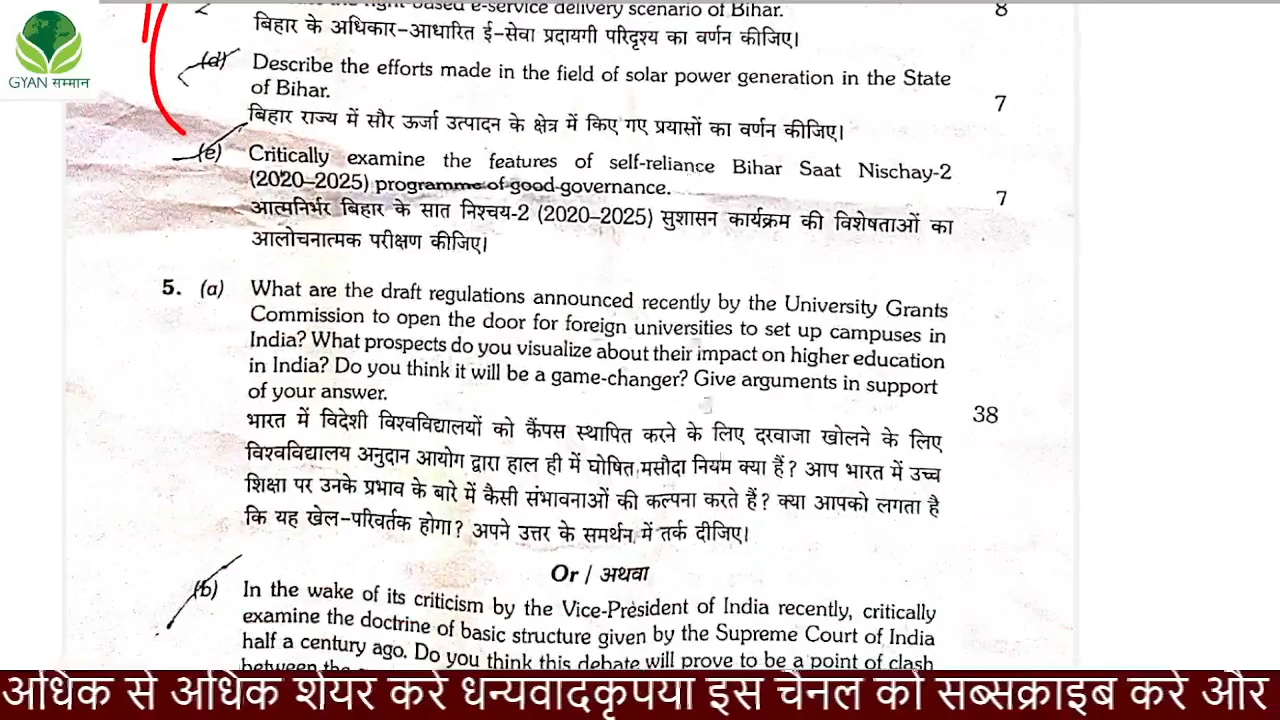 GYAN सम्मान
-based e-service delivery scenario of Bihar.
8
बिहार के अधिकार-आधारित ई-सेवा प्रदायगी परिदृश्य का वर्णन कीजिए।
(d) Describe the efforts made in the field of solar power generation in the State
of Bihar.
7
बिहार राज्य में सौर ऊर्जा उत्पादन के क्षेत्र में किए गए प्रयासों का वर्णन कीजिए।
(e) Critically examine the features of self-reliance Bihar Saat Nischay-2
(2020–2025) programme of good governance.
7
आत्मनिर्भर बिहार के सात निश्चय-2 (2020–2025) सुशासन कार्यक्रम की विशेषताओं का
आलोचनात्मक परीक्षण कीजिए।
5. (a) What are the draft regulations announced recently by the University Grants
Commission to open the door for foreign universities to set up campuses in
India? What prospects do you visualize about their impact on higher education
in India? Do you think it will be a game-changer? Give arguments in support
of your answer.
38
भारत में विदेशी विश्वविद्यालयों को कैंपस स्थापित करने के लिए दरवाजा खोलने के लिए
विश्वविद्यालय अनुदान आयोग द्वारा हाल ही में घोषित मसौदा नियम क्या हैं? आप भारत में उच्च
शिक्षा पर उनके प्रभाव के बारे में कैसी संभावनाओं की कल्पना करते हैं? क्या आपको लगता है
कि यह खेल-परिवर्तक होगा? अपने उत्तर के समर्थन में तर्क दीजिए।
Or / अथवा
(b) In the wake of its criticism by the Vice-President of India recently, critically
examine the doctrine of basic structure given by the Supreme Court of India
half a century ago. Do you think this debate will prove to be a point of clash
between the
अधिक से अधिक शेयर करें धन्यवादकृपया इस चैनल को सब्सक्राइब करें और